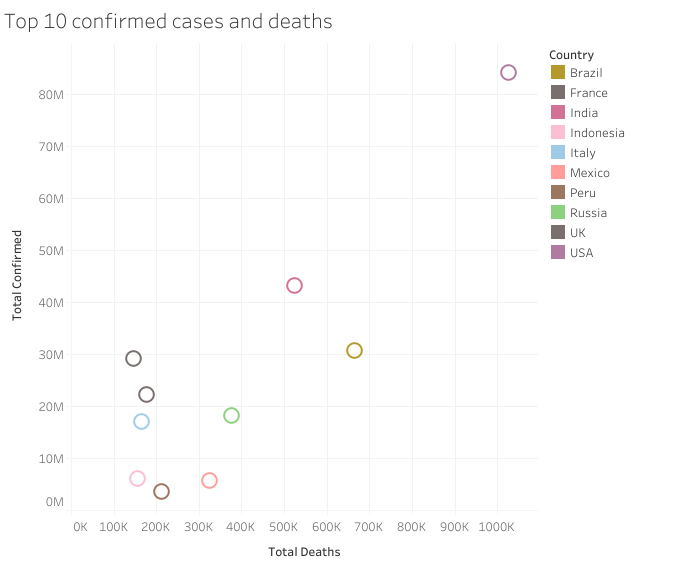 Top 10 confirmed cases and deaths
Country
Brazil
France
India
Indonesia
Italy
Mexico
Peru
Russia
UK
USA
Total Confirmed
80M
70M
60M
50M
40M
30M
20M
10M
0M
0K 100K 200K 300K 400K 500K 600K 700K 800K 900K 1000K
Total Deaths